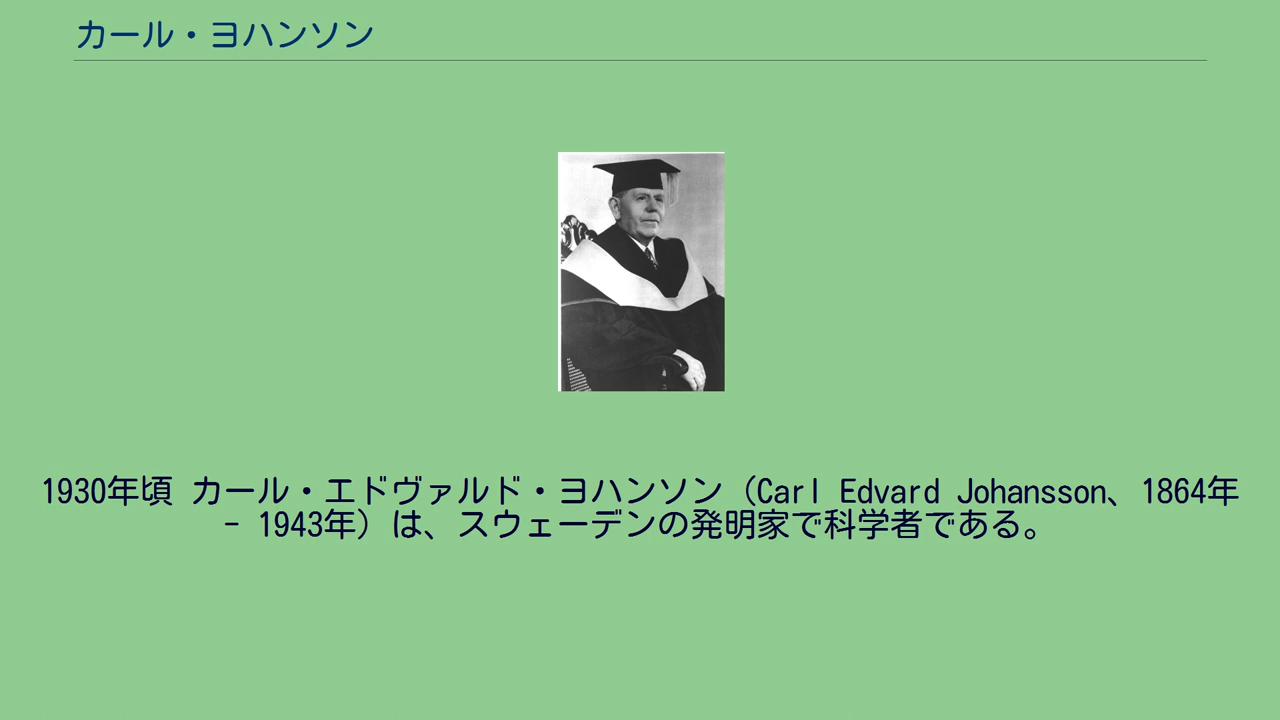 カール・ヨハンソン
1930年頃 カール・エドヴァルド・ヨハンソン（Carl Edvard Johansson、1864年
- 1943年）は、スウェーデンの発明家で科学者である。